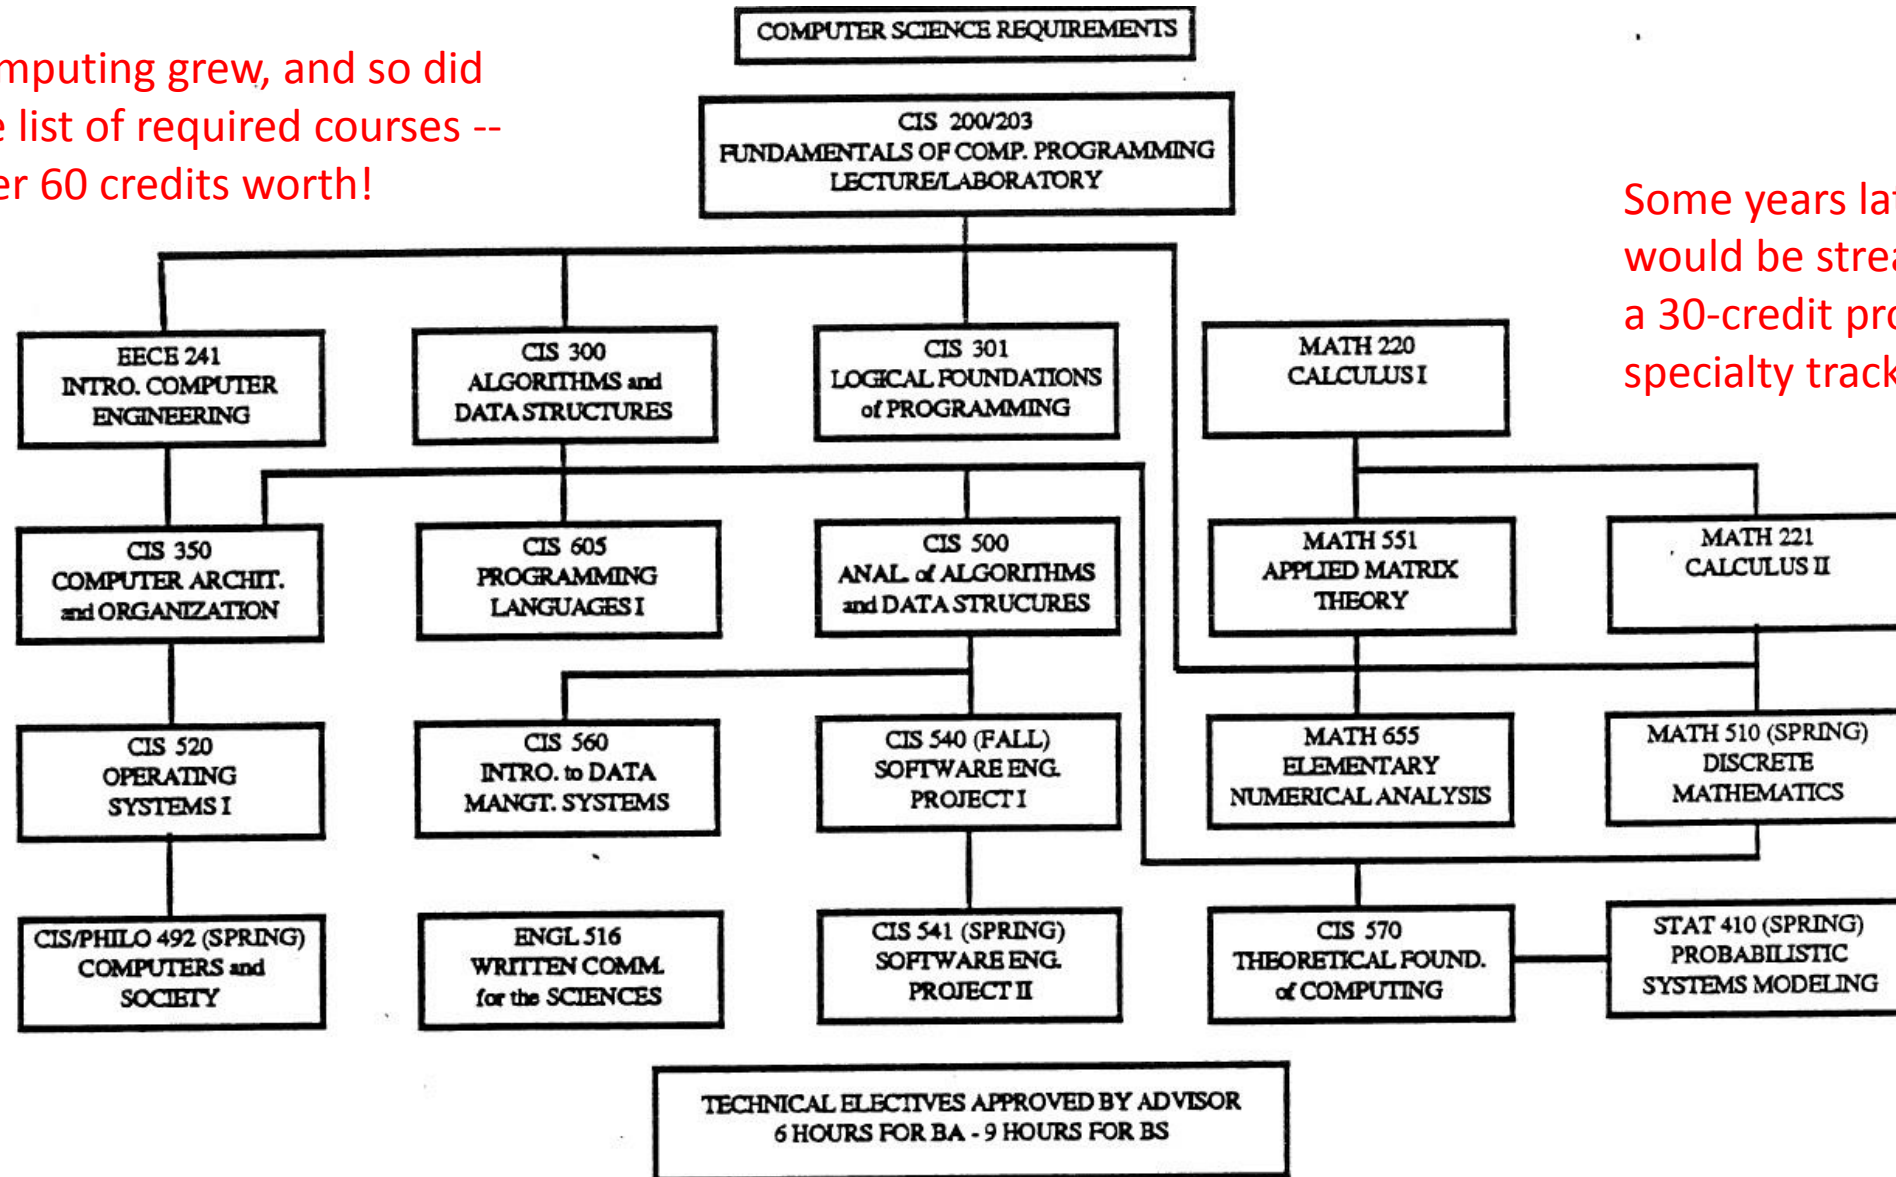 COMPUTER SCIENCE REQUIREMENTS
mputing grew, and so did
list of required courses --
er 60 credits worth!
CIS 200/203
FUNDAMENTALS OF COMP. PROGRAMMING
LECTURE/LABORATORY
Some years
would be
a 30-credit
specialty
EECE 241
INTRO. COMPUTER
ENGINEERING
CIS 300
ALGORITHMS and
DATA STRUCTURES
CIS 301
LOGICAL FOUNDATIONS
of PROGRAMMING
MATH 220
CALCULUS I
CIS 350
COMPUTER ARCHIT.
and ORGANIZATION
CIS 605
PROGRAMMING
LANGUAGES I
CIS 500
ANAL. of ALGORITHMS
and DATA STRUCURES
MATH 551
APPLIED MATRIX
THEORY
MATH 221
CALCULUS II
CIS 520
OPERATING
SYSTEMS I
CIS 560
INTRO. to DATA
MANGT. SYSTEMS
CIS 540 (FALL)
SOFTWARE ENG.
PROJECT I
MATH 655
ELEMENTARY
NUMERICAL ANALYSIS
MATH 510 (SPRING)
DISCRETE
MATHEMATICS
CIS/PHILO 492 (SPRING)
COMPUTERS and
SOCIETY
ENGL 516
WRITTEN COMM.
for the SCIENCES
CIS 541 (SPRING)
SOFTWARE ENG.
PROJECT II
CIS 570
THEORETICAL FOUND.
of COMPUTING
STAT 410 (SPRING)
PROBABILISTIC
SYSTEMS MODELING
TECHNICAL ELECTIVES APPROVED BY ADVISOR
6 HOURS FOR BA - 9 HOURS FOR BS